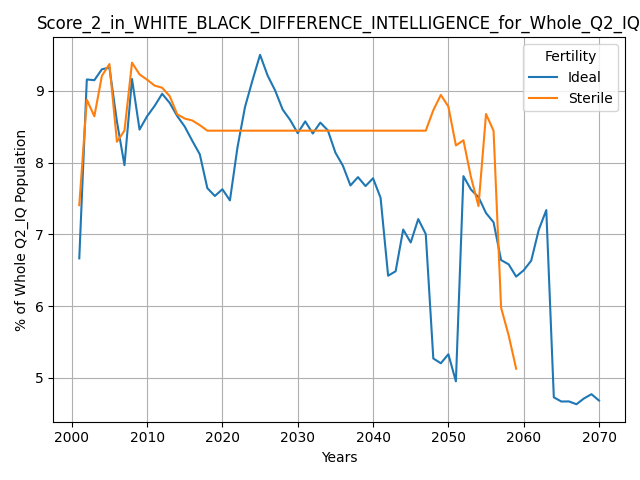 Score_2_in_WHITE_BLACK_DIFFERENCE_INTELLIGENCE_for_Whole_Q2_IQ
Fertility
Ideal
Sterile
% of Whole Q2_IQ Population
9
8
7
6
5
2000 2010 2020 2030 2040 2050 2060 2070
Years